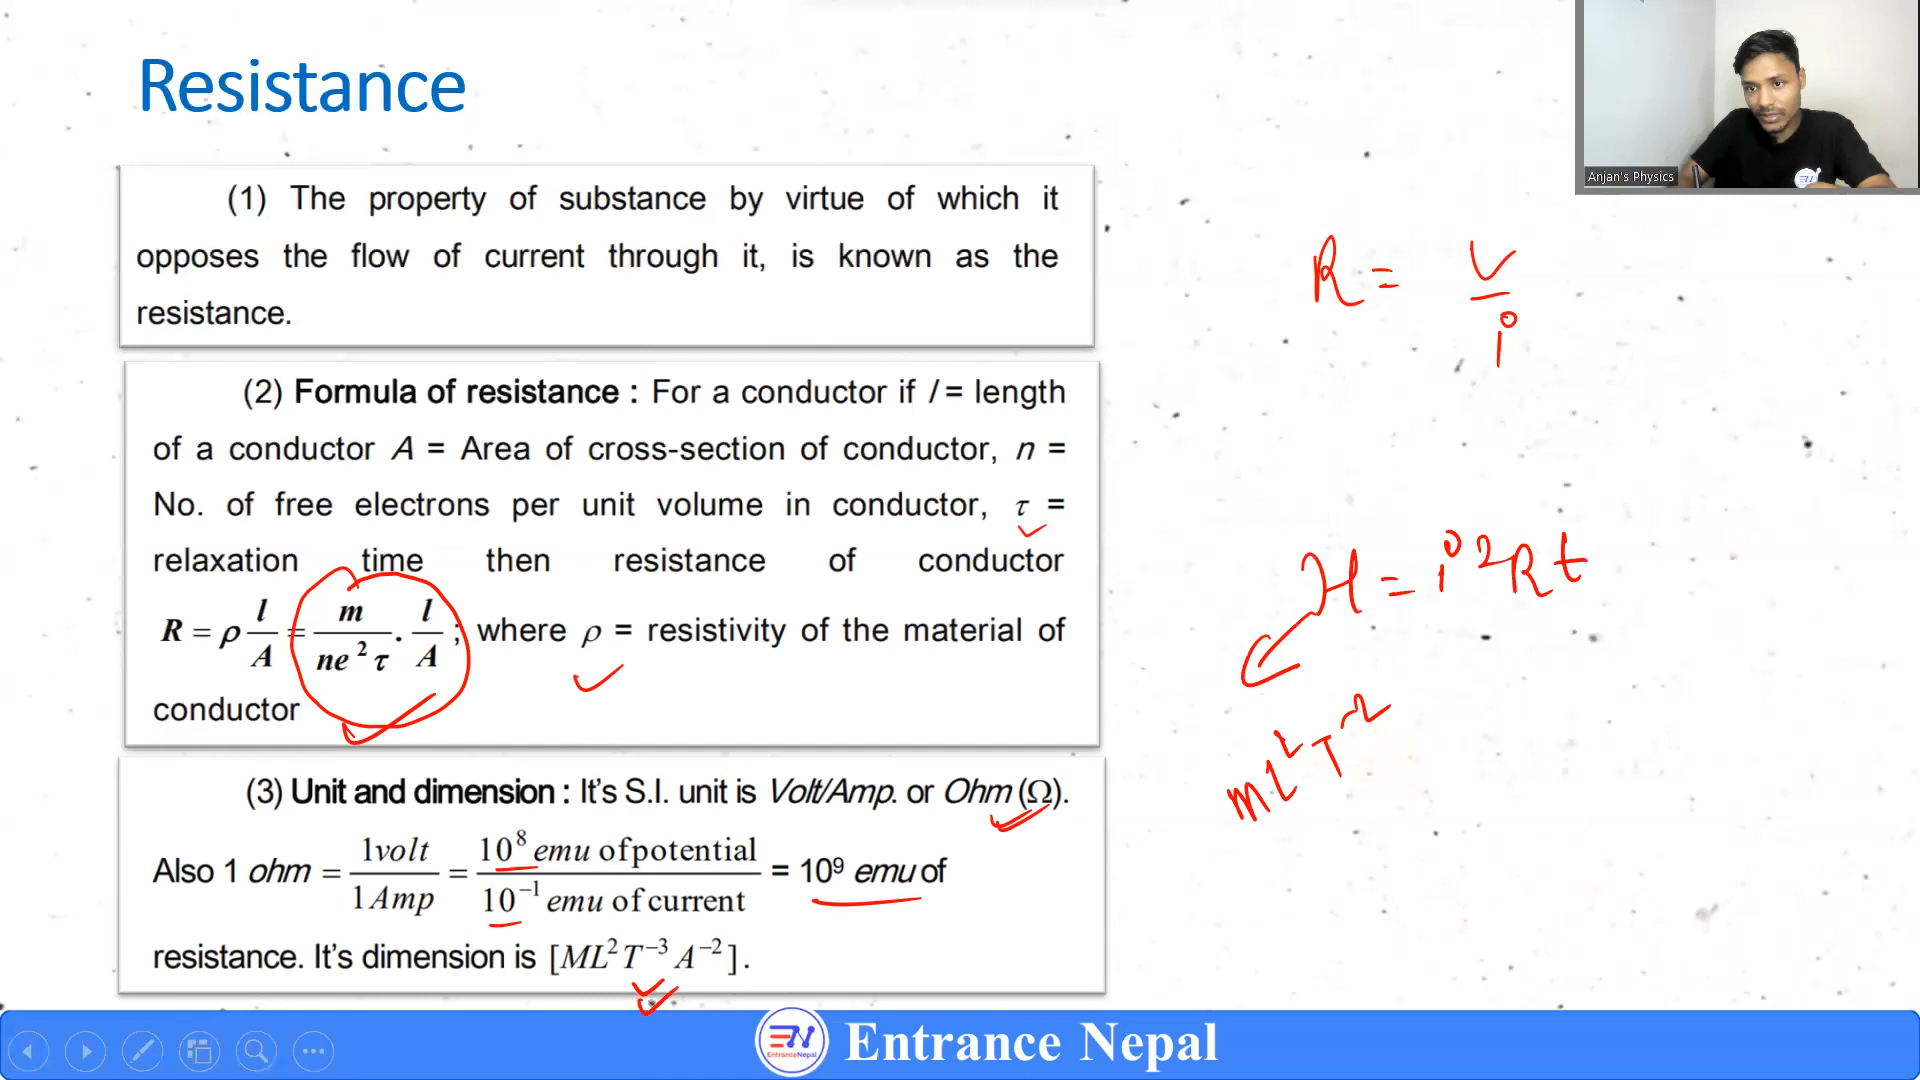 Resistance
Anjan's Physics
(1) The property of substance by virtue of which it
opposes the flow of current through it, is known as the
resistance.
R = V/i
(2) Formula of resistance : For a conductor if l = length
of a conductor A = Area of cross-section of conductor, n =
No. of free electrons per unit volume in conductor, τ =
relaxation time then resistance of conductor
R = ρ l/A = m/ne²τ . l/A ; where ρ = resistivity of the material of
conductor
H = i²Rt
ML²T⁻²
(3) Unit and dimension : It's S.I. unit is Volt/Amp. or Ohm (Ω).
Also 1 ohm = 1volt/1Amp = 10⁸ emu of potential/10⁻¹ emu of current = 10⁹ emu of
resistance. It's dimension is [ML²T⁻³A⁻²].
EN
EntranceNepal
Entrance Nepal